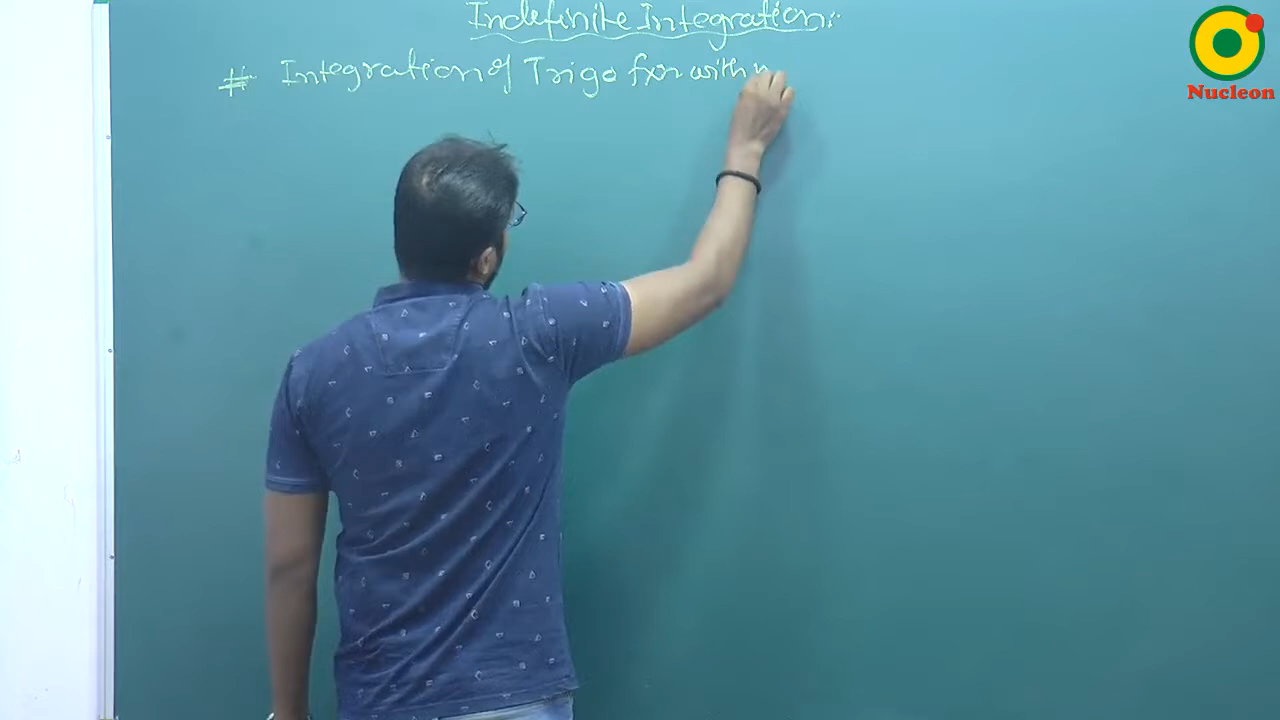 Indefinite Integration:
# Integration of Trigo fxn with
Nucleon